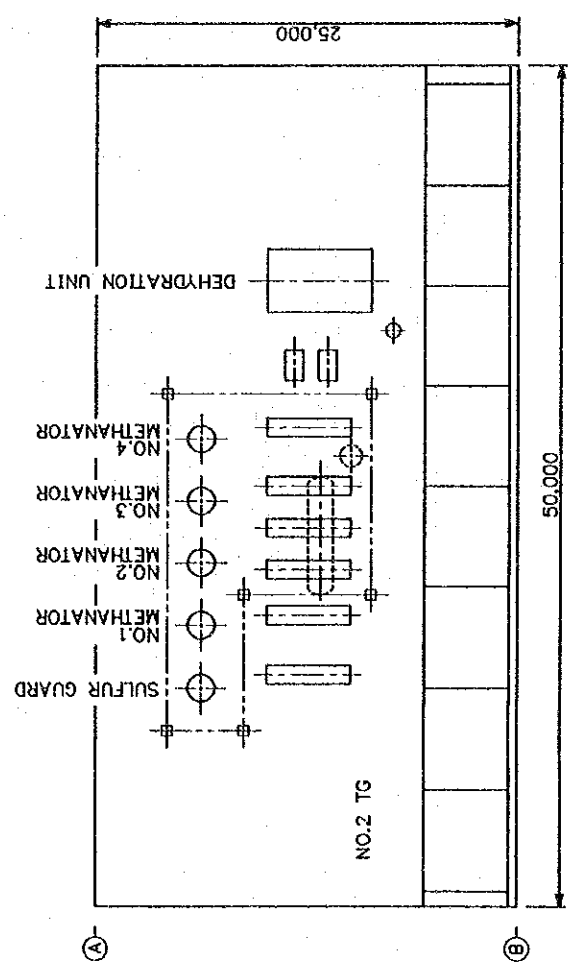 25,000
DEHYDRATION UNIT
NO.4
METHANATOR
NO.3
METHANATOR
NO.2
METHANATOR
NO.1
METHANATOR
SULFUR GUARD
NO.2 TG
50,000
A
B